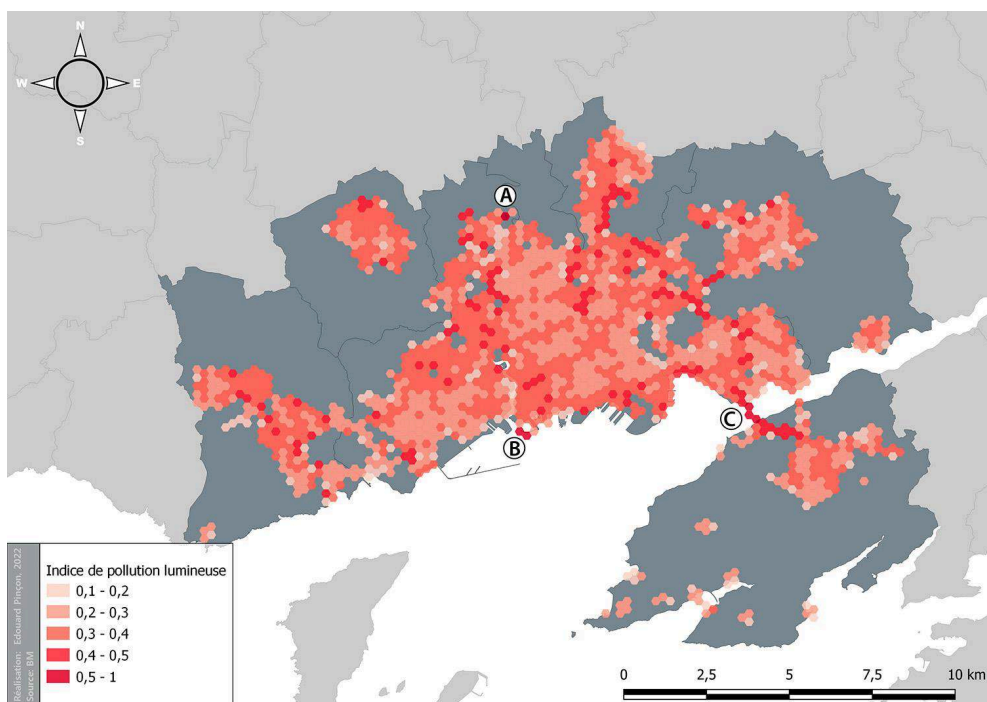 N
W E
S
A
B
C
Réalisation: Edouard Pinçon, 2022
Source: BM
Indice de pollution lumineuse
0,1 - 0,2
0,2 - 0,3
0,3 - 0,4
0,4 - 0,5
0,5 - 1
0 2,5 5 7,5 10 km